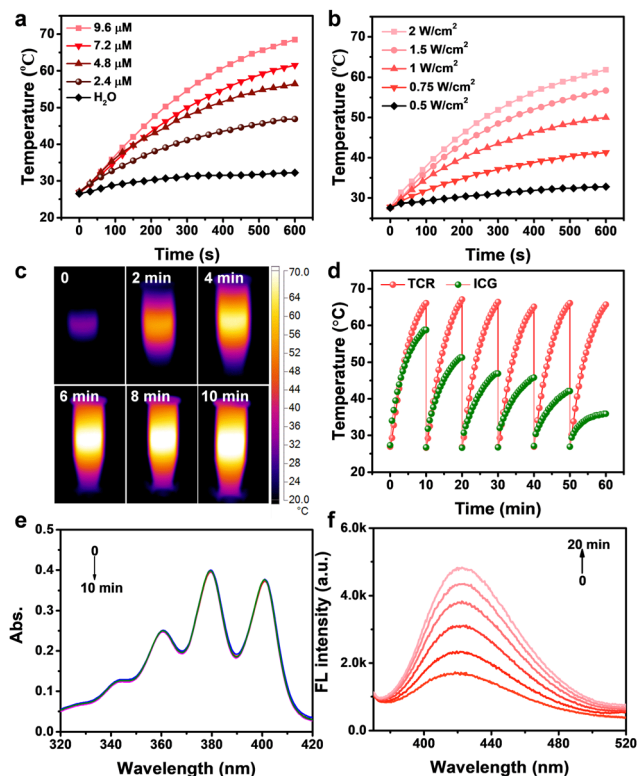 a
9.6 μM
7.2 μM
4.8 μM
2.4 μM
H2O
70
60
50
40
30
20
0 100 200 300 400 500 600
Temperature (°C)
Time (s)
b
2 W/cm²
1.5 W/cm²
1 W/cm²
0.75 W/cm²
0.5 W/cm²
70
60
50
40
30
0 100 200 300 400 500 600
Temperature (°C)
Time (s)
c
0
2 min
4 min
6 min
8 min
10 min
70.0
64
60
56
52
48
44
40
36
32
28
24
20.0
°C
d
TCR ICG
70
60
50
40
30
20
0 10 20 30 40 50 60
Temperature (°C)
Time (min)
e
0
10 min
0.5
0.4
0.3
0.2
0.1
0.0
320 340 360 380 400 420
Abs.
Wavelength (nm)
f
20 min
0
6.0k
4.0k
2.0k
0.0
400 440 480 520
FL intensity (a.u.)
Wavelength (nm)